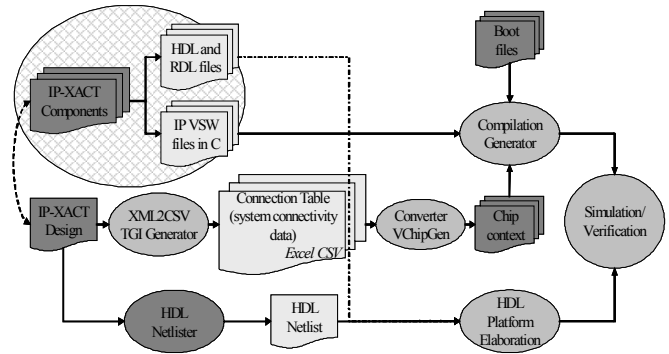 HDL and
RDL files
Boot
files
IP-XACT
Components
IP VSW
files in C
Compilation
Generator
IP-XACT
Design
XML2CSV
TGI Generator
Connection Table
(system connectivity
data)
Excel CSV
Converter
VChipGen
Chip
context
Simulation/
Verification
HDL
Netlister
HDL
Netlist
HDL
Platform
Elaboration